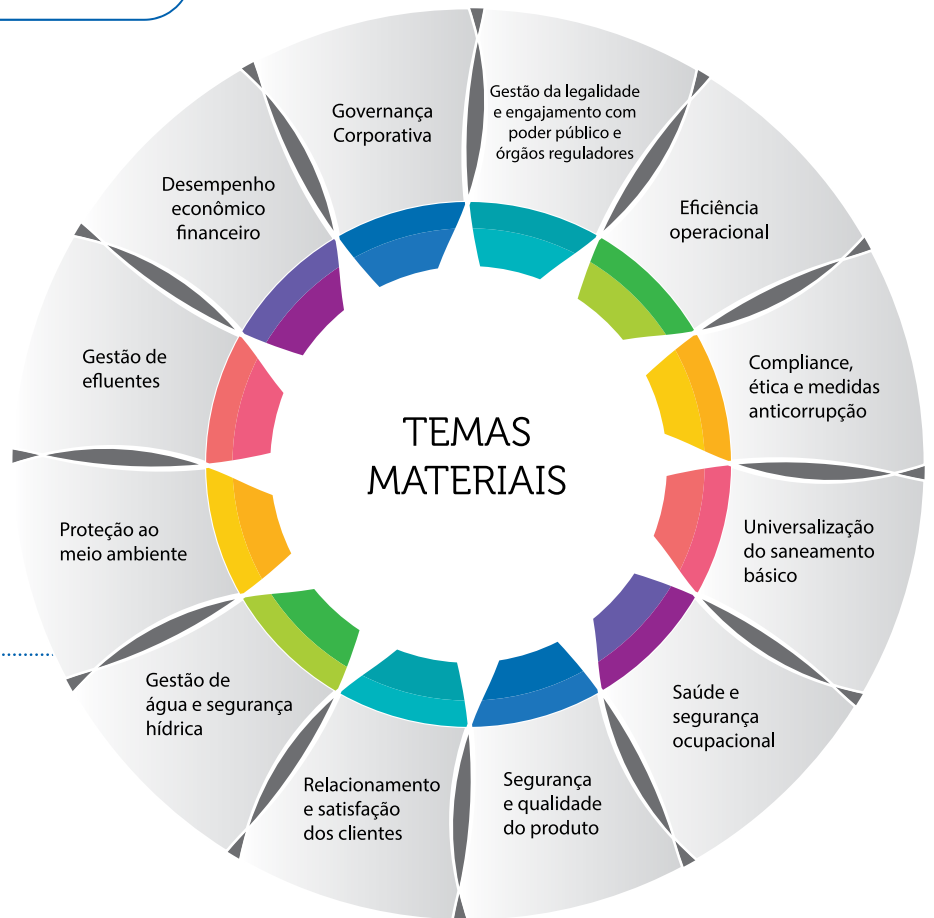 Governança
Corporativa
Gestão da legalidade
e engajamento com
poder público e
órgãos reguladores
Eficiência
operacional
Compliance,
ética e medidas
anticorrupção
Universalização
do saneamento
básico
Saúde e
segurança
ocupacional
Segurança
e qualidade
do produto
Relacionamento
e satisfação
dos clientes
Gestão de
água e segurança
hídrica
Proteção ao
meio ambiente
Gestão de
efluentes
Desempenho
econômico
financeiro
TEMAS
MATERIAIS